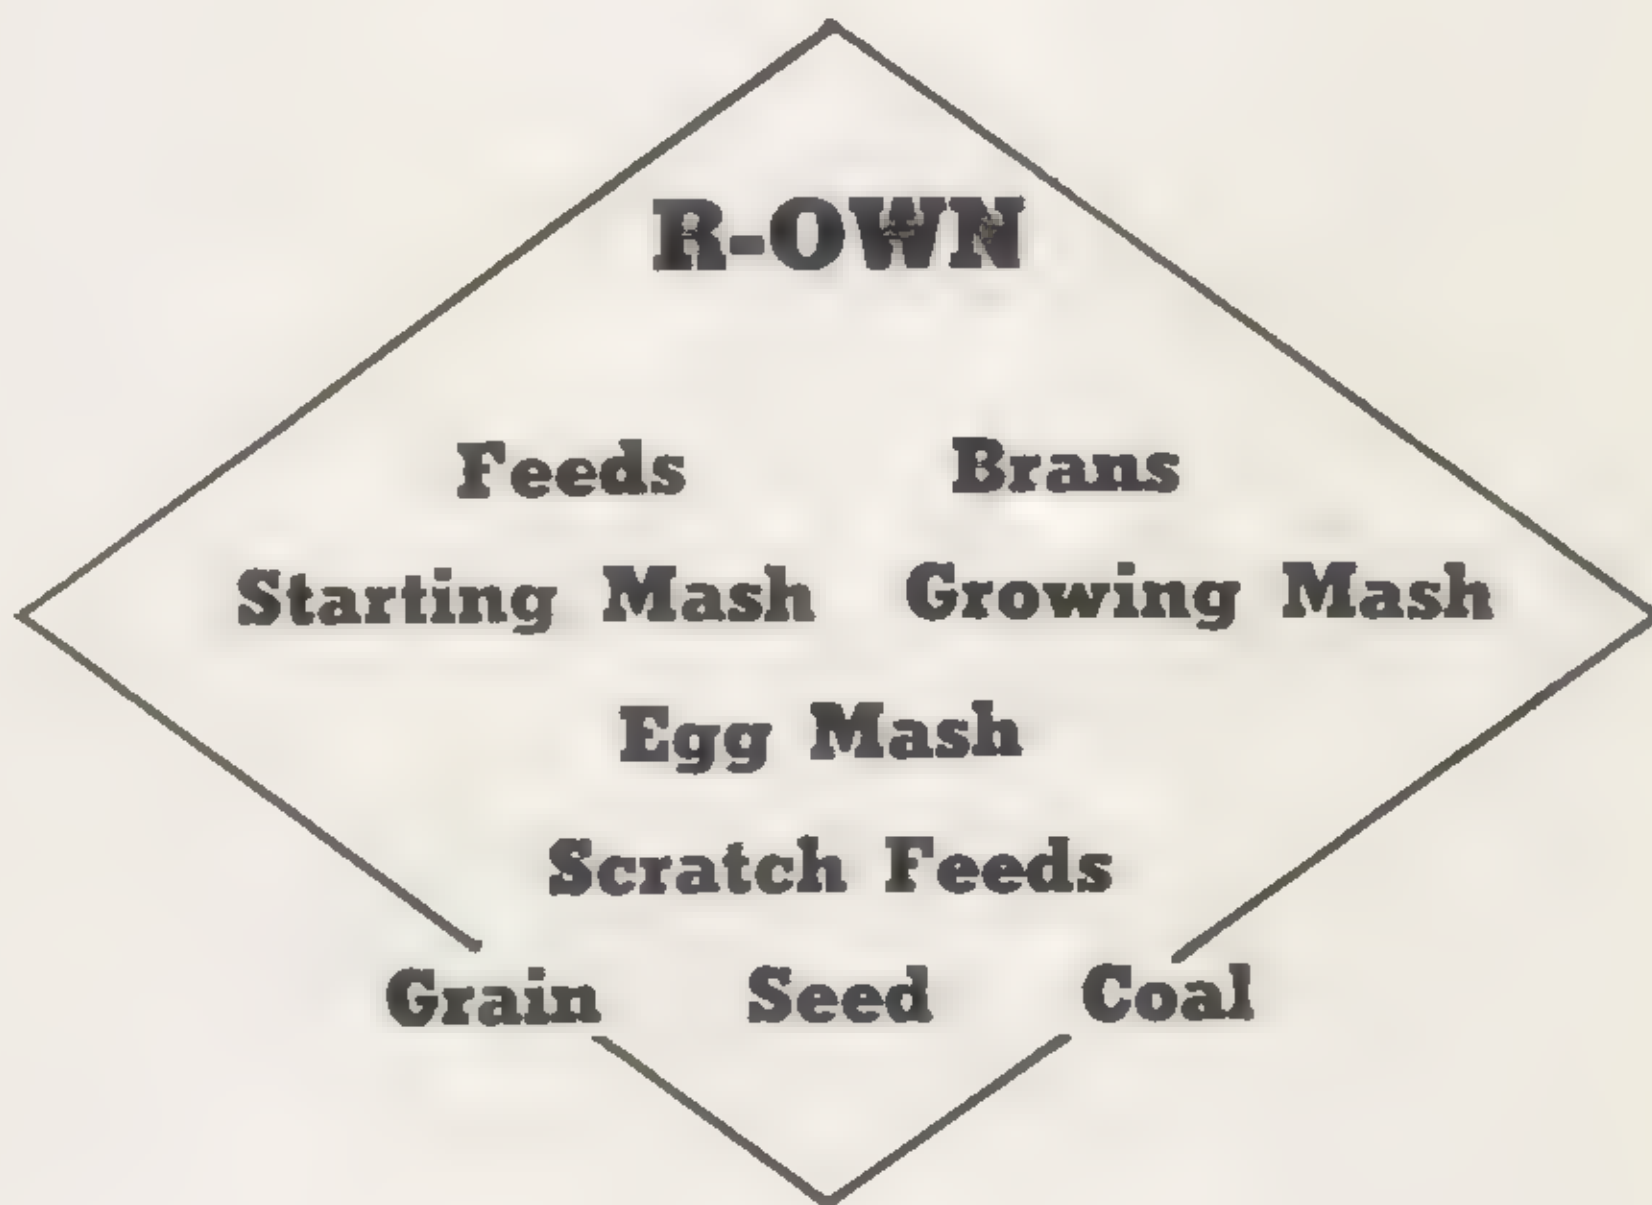 R-OWN
Feeds Brans
Starting Mash Growing Mash
Egg Mash
Scratch Feeds
Grain Seed Coal